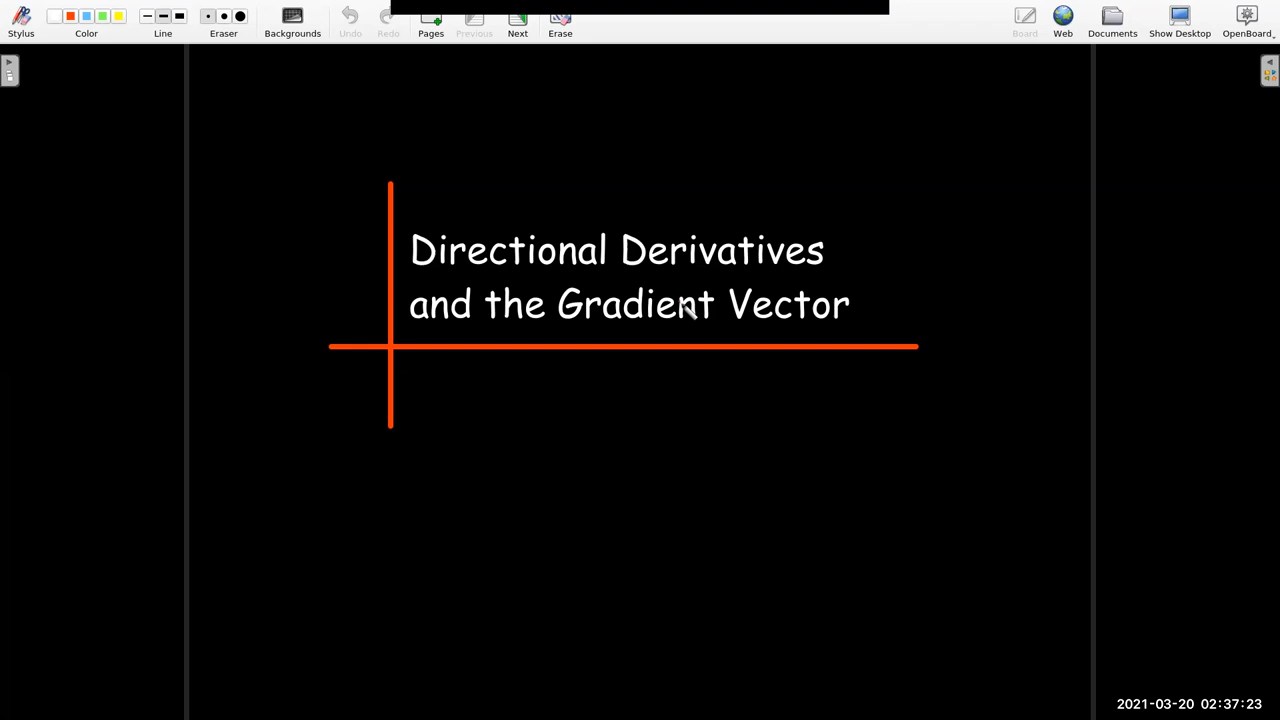 Stylus Color Line Eraser Backgrounds Undo Redo Pages Previous Next Erase Board Web Documents Show Desktop OpenBoard
Directional Derivatives
and the Gradient Vector
2021-03-20 02:37:23